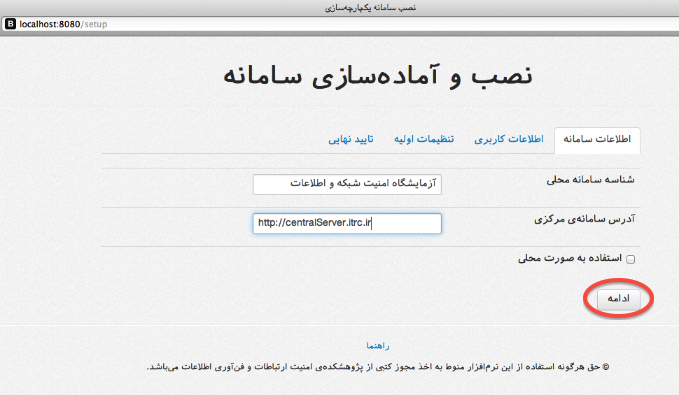 نصب سامانه یکپارچه‌سازی
B localhost:8080/setup
نصب و آماده‌سازی سامانه
اطلاعات سامانه اطلاعات کاربری تنظیمات اولیه تایید نهایی
شناسه سامانه محلی آزمایشگاه امنیت شبکه و اطلاعات
آدرس سامانه‌ی مرکزی http://centralServer.itrc.ir
استفاده به صورت محلی
ادامه
راهنما
© حق هرگونه استفاده از این نرم‌افزار منوط به اخذ مجوز کتبی از پژوهشکده‌ی امنیت ارتباطات و فن‌آوری اطلاعات می‌باشد.